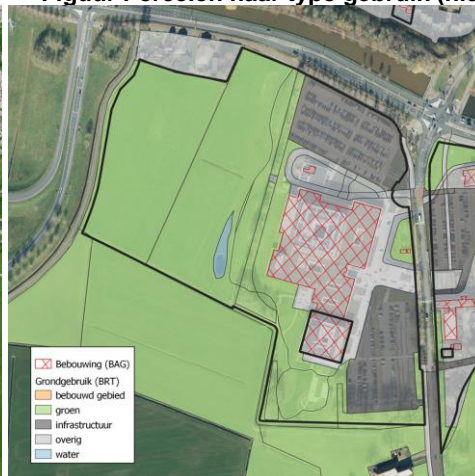 Bebouwing (BAG)
Grondgebruik (BRT)
bebouwd gebied
groen
infrastructuur
overig
water